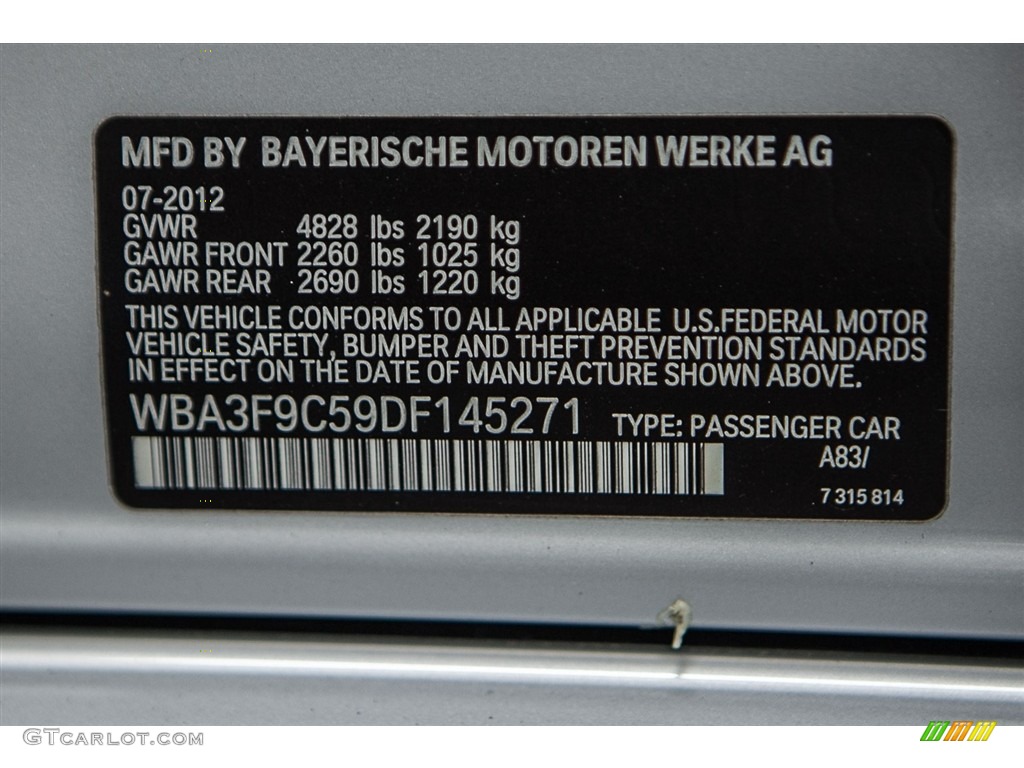 MFD BY BAYERISCHE MOTOREN WERKE AG
07-2012
GVWR 4828 lbs 2190 kg
GAWR FRONT 2260 lbs 1025 kg
GAWR REAR 2690 lbs 1220 kg
THIS VEHICLE CONFORMS TO ALL APPLICABLE U.S.FEDERAL MOTOR
VEHICLE SAFETY, BUMPER AND THEFT PREVENTION STANDARDS
IN EFFECT ON THE DATE OF MANUFACTURE SHOWN ABOVE.
WBA3F9C59DF145271 TYPE: PASSENGER CAR
A83/
7 315 814
GTCARLOT.COM